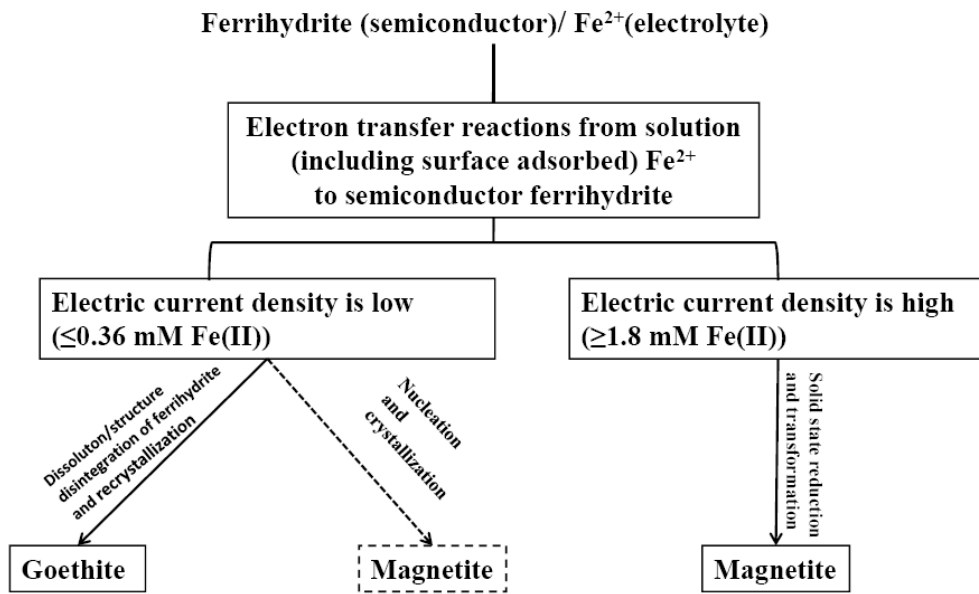 Ferrihydrite (semiconductor)/ Fe²⁺(electrolyte)
Electron transfer reactions from solution
(including surface adsorbed) Fe²⁺
to semiconductor ferrihydrite
Electric current density is low
(≤0.36 mM Fe(II))
Electric current density is high
(≥1.8 mM Fe(II))
Dissoluton/structure
disintegration of ferrihydrite
and recrystallization
Nucleation
and
crystallization
Solid state reduction
and transformation
Goethite
Magnetite
Magnetite